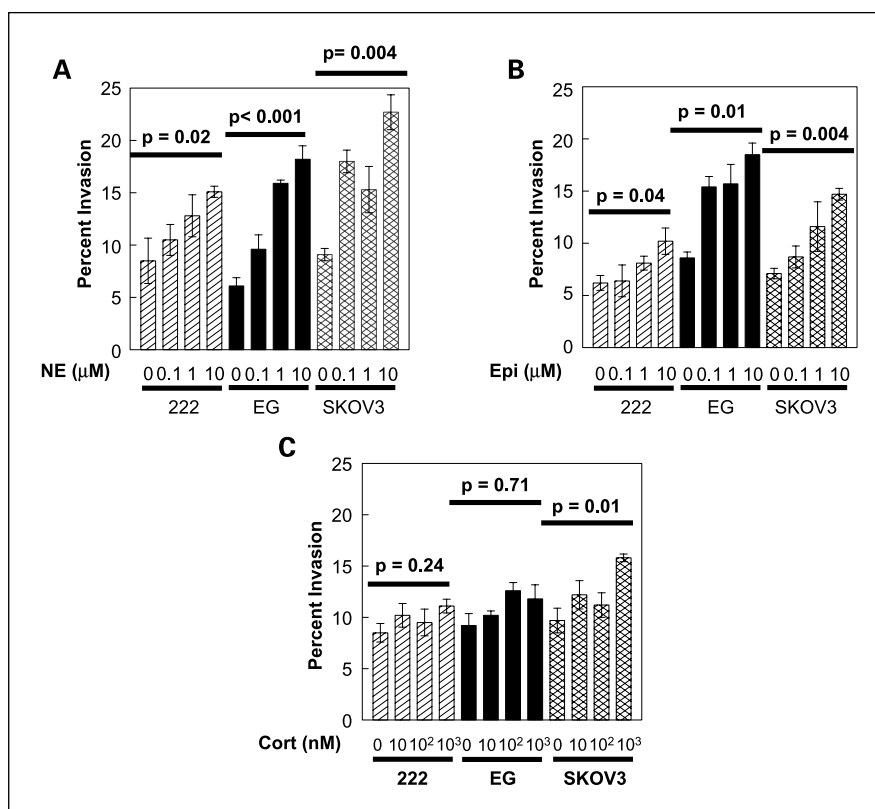 A
p= 0.004
p< 0.001
p = 0.02
25
20
15
10
5
0
Percent Invasion
NE (μM) 0 0.1 1 10 0 0.1 1 10 0 0.1 1 10
222 EG SKOV3
B
p = 0.01
p = 0.004
p = 0.04
25
20
15
10
5
0
Percent Invasion
Epi (μM) 0 0.1 1 10 0 0.1 1 10 0 0.1 1 10
222 EG SKOV3
C
p = 0.71
p = 0.01
p = 0.24
25
20
15
10
5
0
Percent Invasion
Cort (nM) 0 10 10² 10³ 0 10 10² 10³ 0 10 10² 10³
222 EG SKOV3